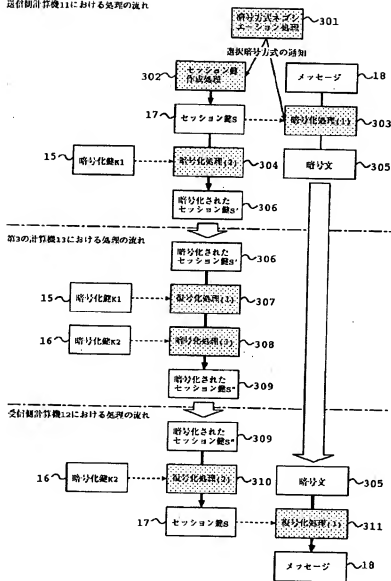 送信側計算機11における処理の流れ
暗号方式ネゴシ
エーション処理
301
選択暗号方式の通知
302
セッション鍵
作成処理
メッセージ
18
17
セッション鍵S
暗号化処理(1)
303
15
暗号化鍵K1
暗号化処理(2)
304
暗号文
305
暗号化された
セッション鍵S'
306
第3の計算機13における処理の流れ
暗号化された
セッション鍵S'
306
15
暗号化鍵K1
復号化処理(1)
307
16
暗号化鍵K2
暗号化処理(3)
308
暗号化された
セッション鍵S"
309
受信側計算機12における処理の流れ
暗号化された
セッション鍵S"
309
16
暗号化鍵K2
復号化処理(2)
310
暗号文
305
17
セッション鍵S
復号化処理(3)
311
メッセージ
18